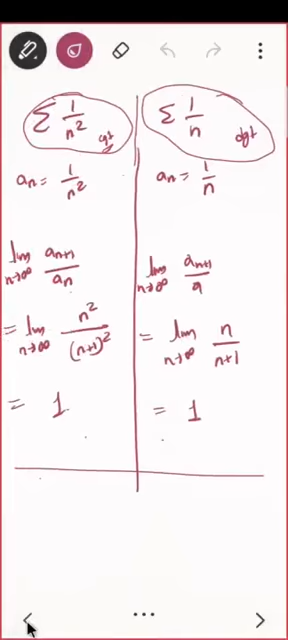 ∑ 1/n² cgt
aₙ = 1/n²
lim n→∞ aₙ₊₁/aₙ
= lim n→∞ n²/(n+1)²
= 1
∑ 1/n dgt
aₙ = 1/n
lim n→∞ aₙ₊₁/a
= lim n→∞ n/n+1
= 1